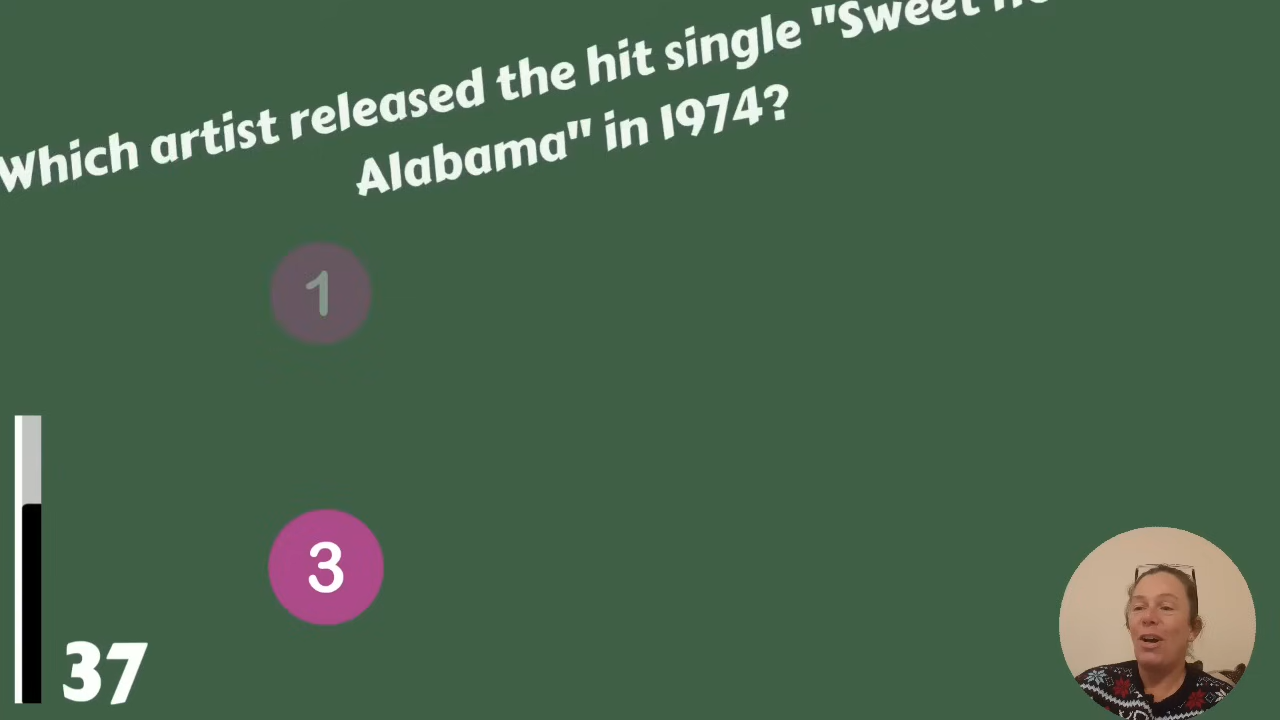 Which artist released the hit single "Sweet
Alabama" in 1974?
1
3
37